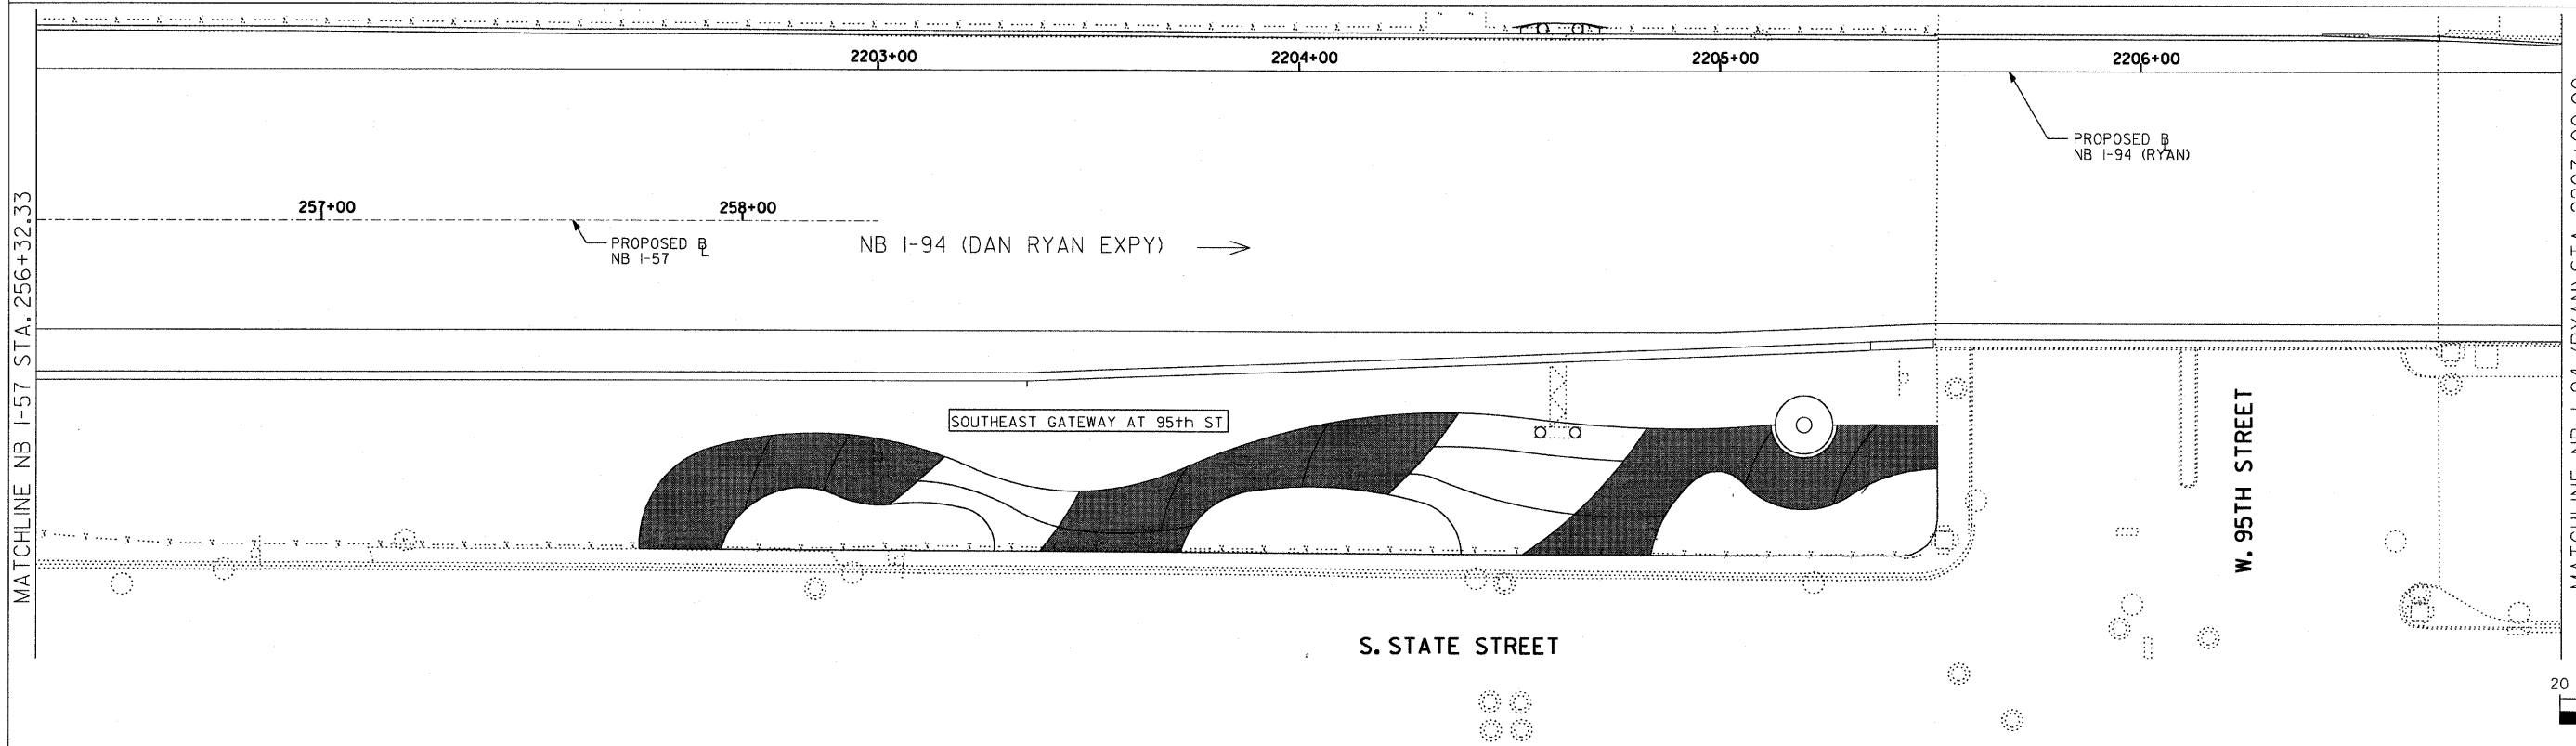 2203+00
2204+00
2205+00
2206+00
PROPOSED B̵L
NB I-94 (RYAN)
257+00
258+00
PROPOSED B̵L
NB I-57
NB I-94 (DAN RYAN EXPY)
MATCHLINE NB I-57 STA. 256+32.33
SOUTHEAST GATEWAY AT 95th ST
W. 95TH STREET
S. STATE STREET
20